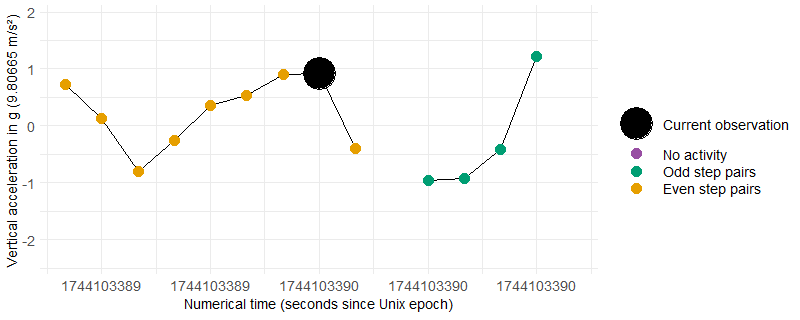 Vertical acceleration in g (9.80665 m/s²)
2
1
0
-1
-2
1744103389
1744103389
1744103390
1744103390
1744103390
Numerical time (seconds since Unix epoch)
Current observation
No activity
Odd step pairs
Even step pairs